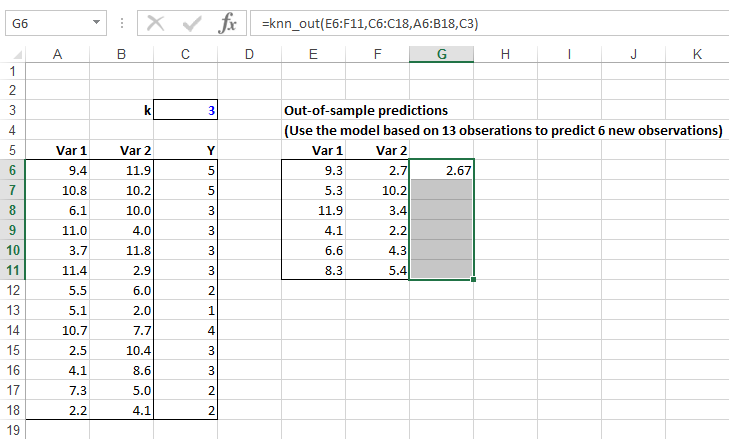 G6 fx =knn_out(E6:F11,C6:C18,A6:B18,C3)
A B C D E F G H I J K
1
2
3 k 3 Out-of-sample predictions
4 (Use the model based on 13 obserations to predict 6 new observations)
5 Var 1 Var 2 Y Var 1 Var 2
6 9.4 11.9 5 9.3 2.7 2.67
7 10.8 10.2 5 5.3 10.2
8 6.1 10.0 3 11.9 3.4
9 11.0 4.0 3 4.1 2.2
10 3.7 11.8 3 6.6 4.3
11 11.4 2.9 3 8.3 5.4
12 5.5 6.0 2
13 5.1 2.0 1
14 10.7 7.7 4
15 2.5 10.4 3
16 4.1 8.6 3
17 7.3 5.0 2
18 2.2 4.1 2
19